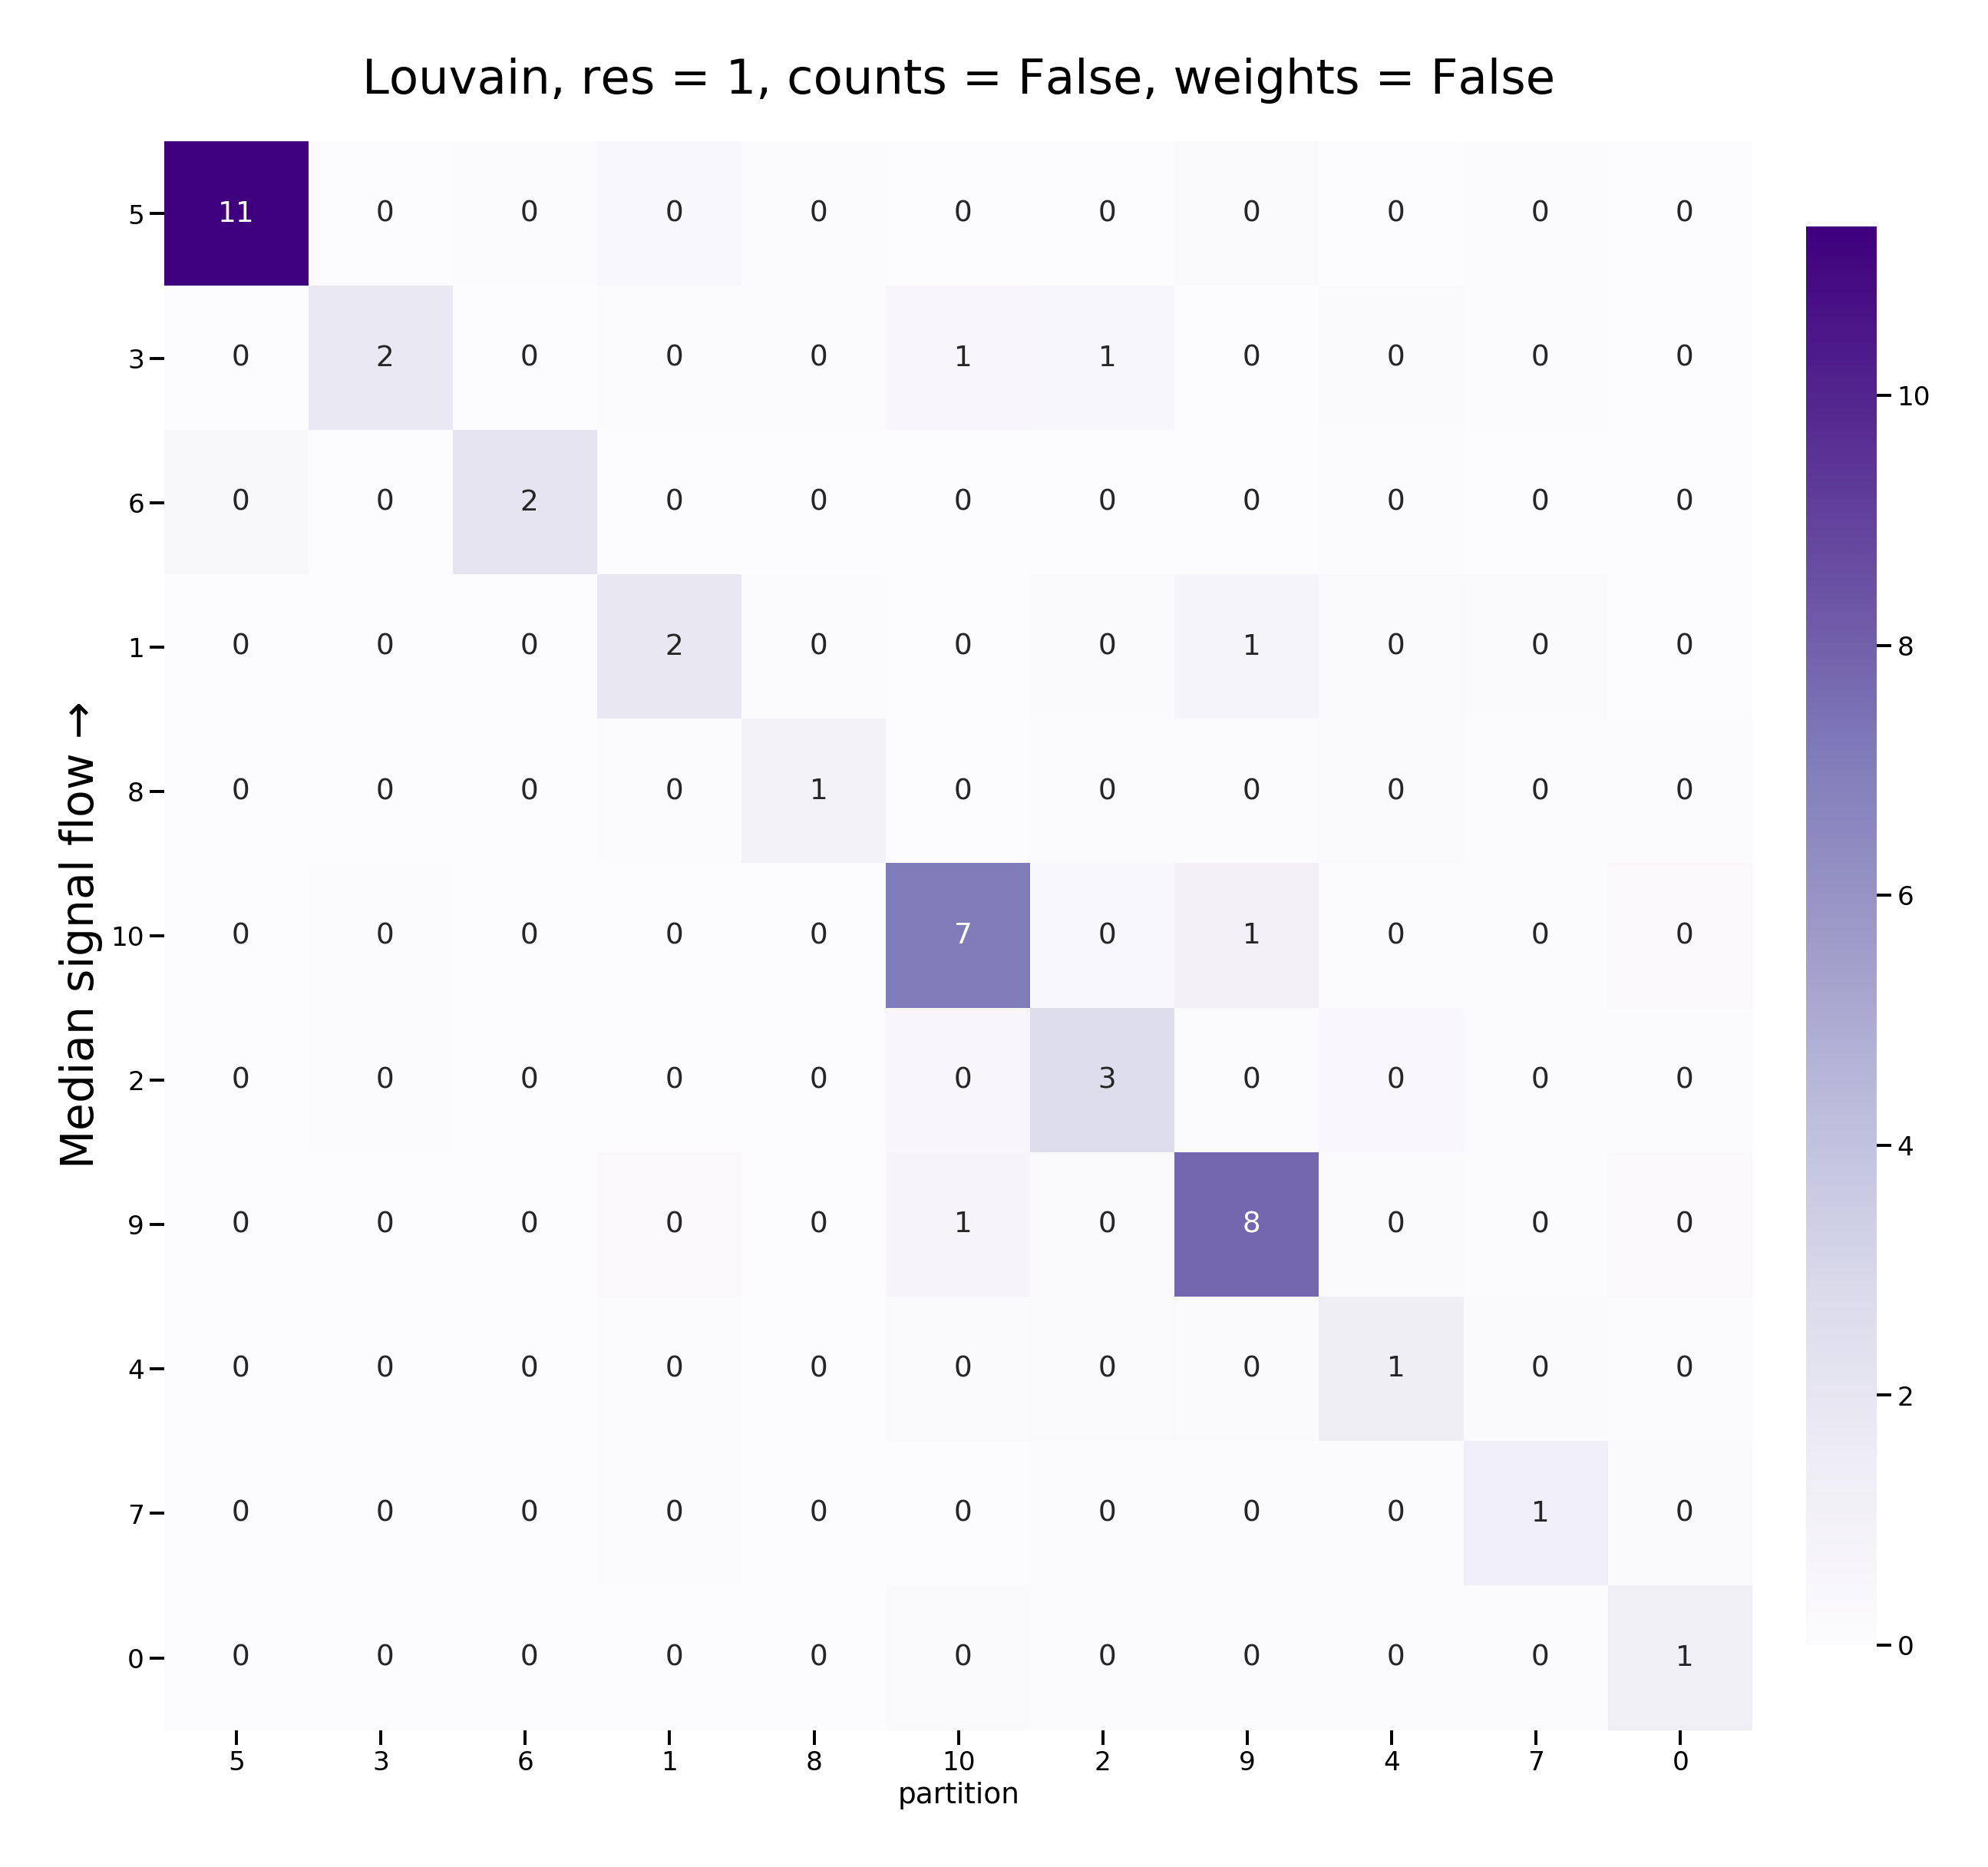 Louvain, res = 1, counts = False, weights = False
Median signal flow →
5 11 0 0 0 0 0 0 0 0 0 0
3 0 2 0 0 0 1 1 0 0 0 0
6 0 0 2 0 0 0 0 0 0 0 0
1 0 0 0 2 0 0 0 1 0 0 0
8 0 0 0 0 1 0 0 0 0 0 0
10 0 0 0 0 0 7 0 1 0 0 0
2 0 0 0 0 0 0 3 0 0 0 0
9 0 0 0 0 0 1 0 8 0 0 0
4 0 0 0 0 0 0 0 0 1 0 0
7 0 0 0 0 0 0 0 0 0 1 0
0 0 0 0 0 0 0 0 0 0 0 1
5 3 6 1 8 10 2 9 4 7 0
partition
10
8
6
4
2
0